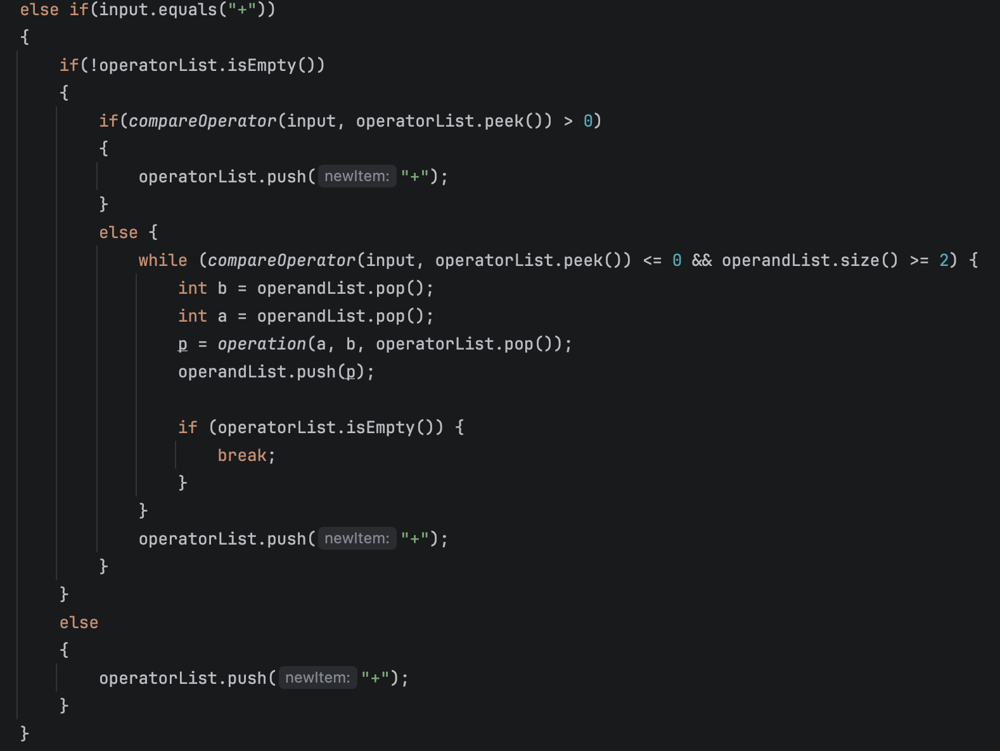 else if(input.equals("+"))
{
if(!operatorList.isEmpty())
{
if(compareOperator(input, operatorList.peek()) > 0)
{
operatorList.push( newItem: "+");
}
else {
while (compareOperator(input, operatorList.peek()) <= 0 && operandList.size() >= 2) {
int b = operandList.pop();
int a = operandList.pop();
p = operation(a, b, operatorList.pop());
operandList.push(p);
if (operatorList.isEmpty()) {
break;
}
}
operatorList.push( newItem: "+");
}
}
else
{
operatorList.push( newItem: "+");
}
}